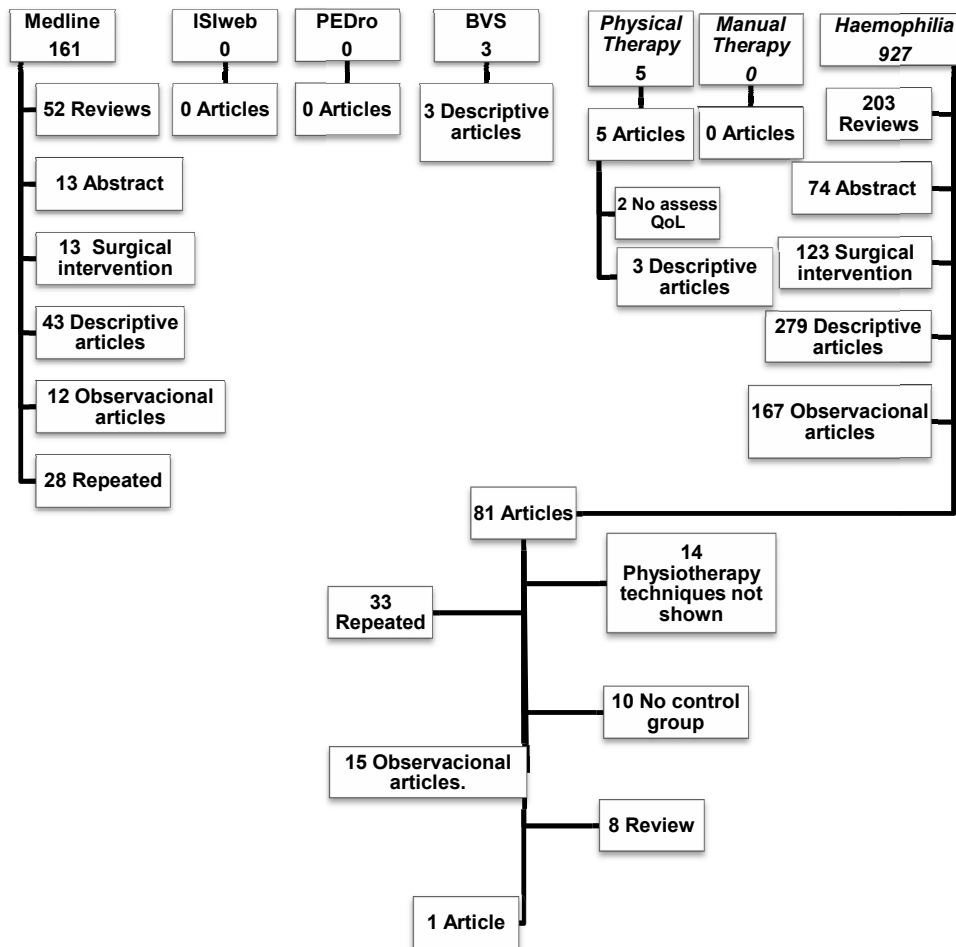 Medline
161
ISIweb
0
PEDro
0
BVS
3
Physical
Therapy
5
Manual
Therapy
0
Haemophilia
927
52 Reviews
0 Articles
0 Articles
3 Descriptive
articles
5 Articles
0 Articles
203
Reviews
13 Abstract
2 No assess
QoL
74 Abstract
13 Surgical
intervention
3 Descriptive
articles
123 Surgical
intervention
43 Descriptive
articles
279 Descriptive
articles
12 Observacional
articles
167 Observacional
articles
28 Repeated
81 Articles
14
Physiotherapy
techniques not
shown
33
Repeated
10 No control
group
15 Observacional
articles.
8 Review
1 Article